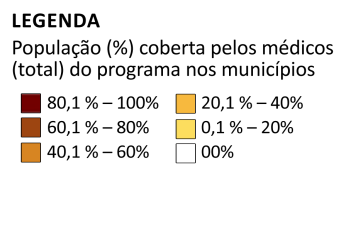 LEGENDA
População (%) coberta pelos médicos
(total) do programa nos municípios
80,1 % – 100%
60,1 % – 80%
40,1 % – 60%
20,1 % – 40%
0,1 % – 20%
00%